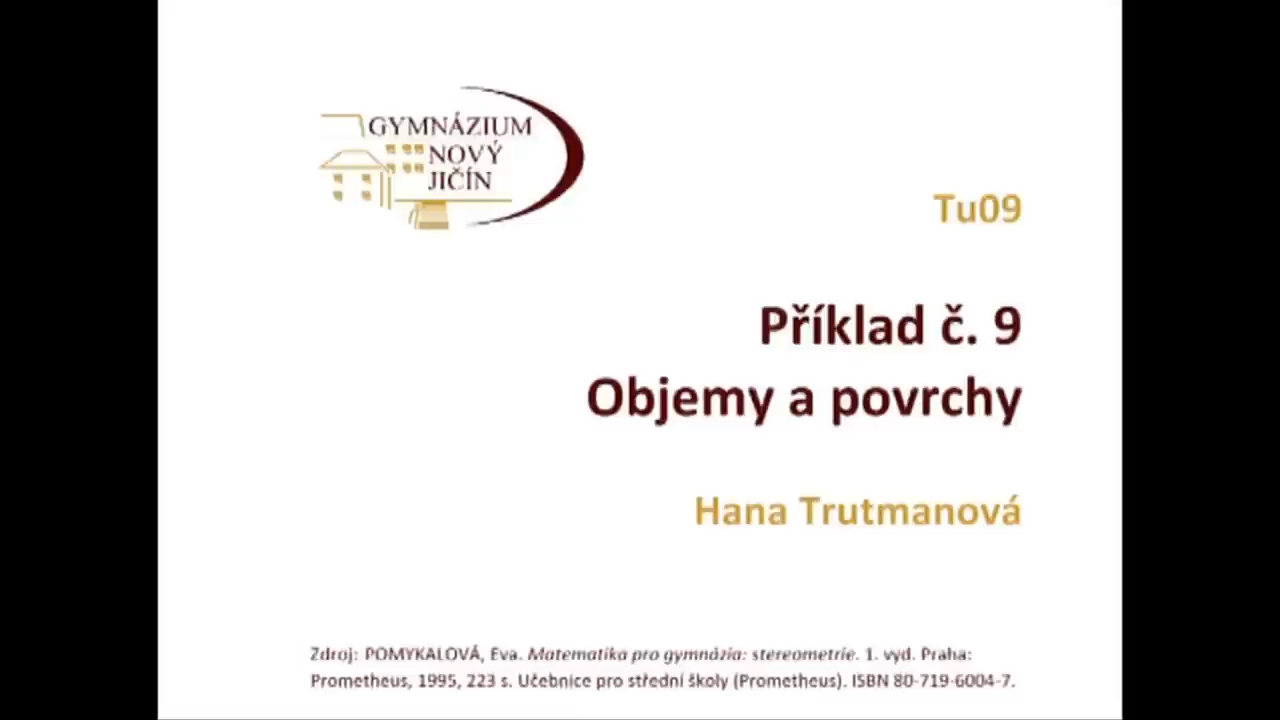 GYMNÁZIUM
NOVÝ
JIČÍN
Tu09
Příklad č. 9
Objemy a povrchy
Hana Trutmanová
Zdroj: POMYKALOVÁ, Eva. Matematika pro gymnázia: stereometrie. 1. vyd. Praha:
Prometheus, 1995, 223 s. Učebnice pro střední školy (Prometheus). ISBN 80-719-6004-7.